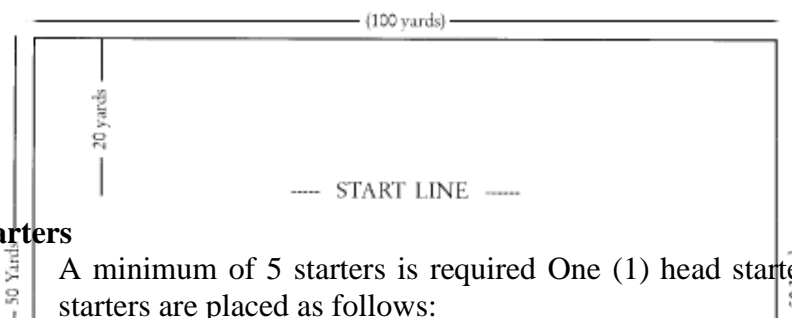 (100 yards)
20 yards
----- START LINE ------
arters
50 Yards
A minimum of 5 starters is required One (1) head starte
starters are placed as follows: